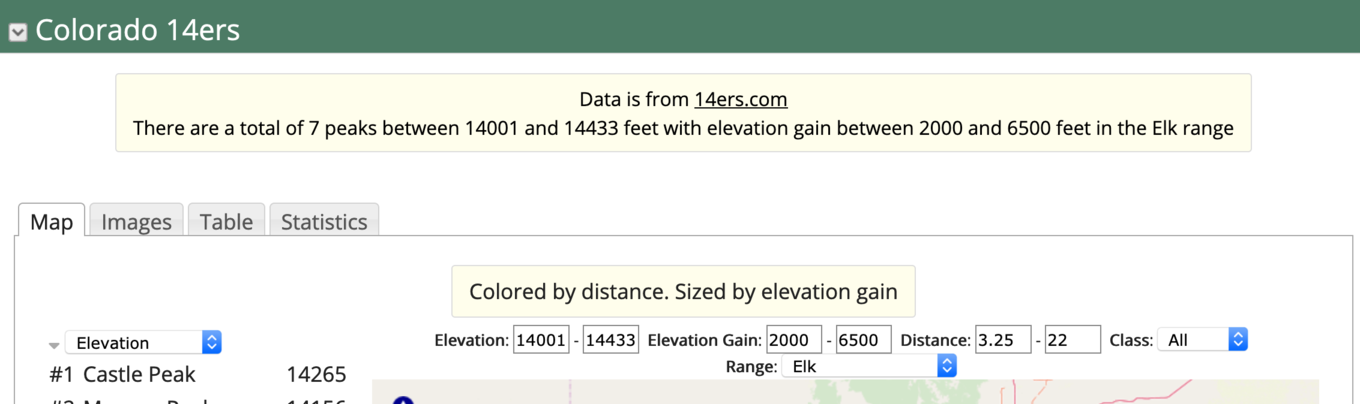 Colorado 14ers
Data is from 14ers.com
There are a total of 7 peaks between 14001 and 14433 feet with elevation gain between 2000 and 6500 feet in the Elk range
Map Images Table Statistics
Colored by distance. Sized by elevation gain
Elevation
Elevation: 14001 - 14433 Elevation Gain: 2000 - 6500 Distance: 3.25 - 22 Class: All
Range: Elk
#1 Castle Peak 14265